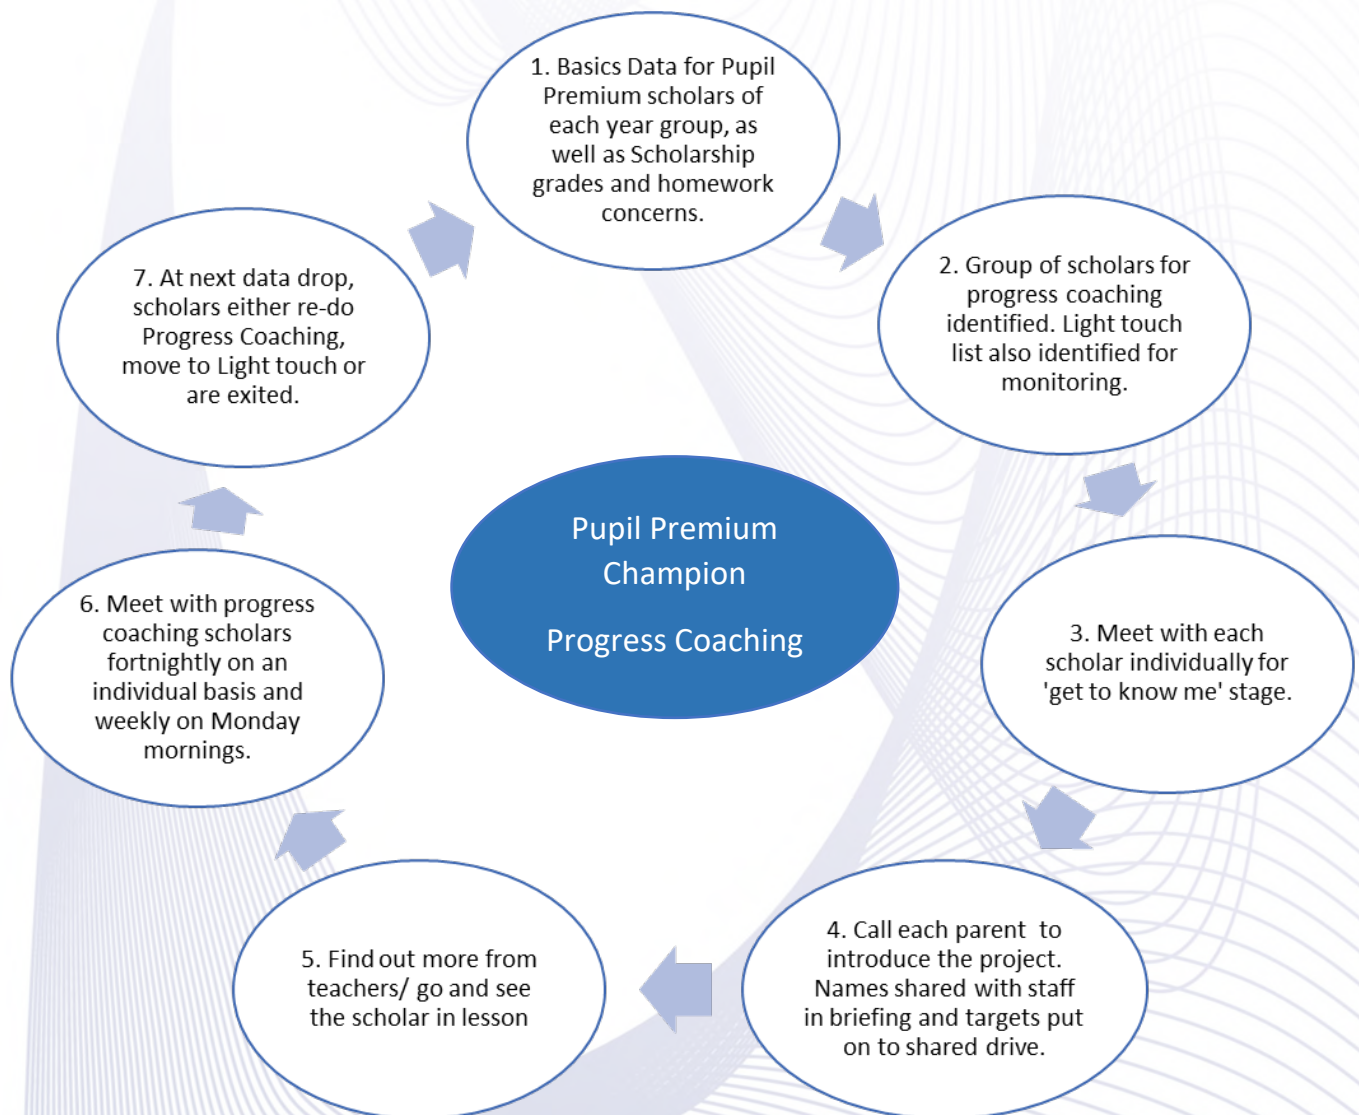 1. Basics Data for Pupil
Premium scholars of
each year group, as
well as Scholarship
grades and homework
concerns.
2. Group of scholars for
progress coaching
identified. Light touch
list also identified for
monitoring.
3. Meet with each
scholar individually for
'get to know me' stage.
4. Call each parent  to
introduce the project.
Names shared with staff
in briefing and targets put
on to shared drive.
5. Find out more from
teachers/ go and see
the scholar in lesson
6. Meet with progress
coaching scholars
fortnightly on an
individual basis and
weekly on Monday
mornings.
7. At next data drop,
scholars either re-do
Progress Coaching,
move to Light touch or
are exited.
Pupil Premium
Champion
Progress Coaching